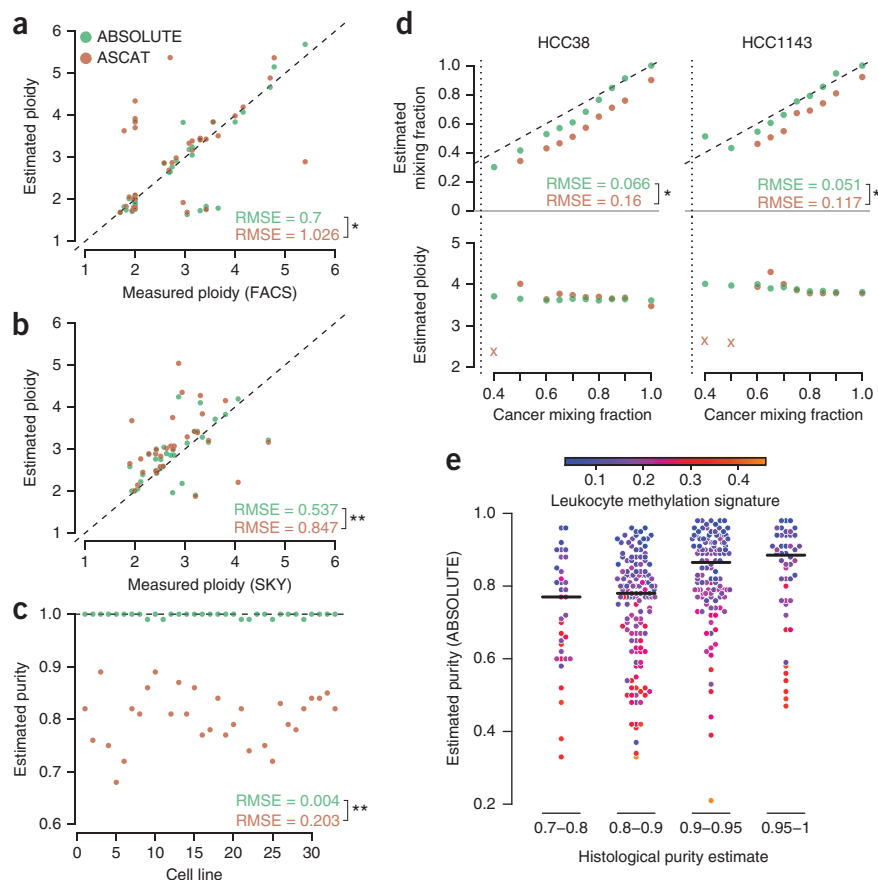 a
ABSOLUTE
ASCAT
6
5
4
3
2
1
Estimated ploidy
RMSE = 0.7
RMSE = 1.026
*
1 2 3 4 5 6
Measured ploidy (FACS)
b
6
5
4
3
2
1
Estimated ploidy
RMSE = 0.537
RMSE = 0.847
**
1 2 3 4 5 6
Measured ploidy (SKY)
c
1.0
0.9
0.8
0.7
0.6
Estimated purity
RMSE = 0.004
RMSE = 0.203
**
0 5 10 15 20 25 30
Cell line
d
HCC38
HCC1143
1.0
0.8
0.6
0.4
0.2
0
Estimated
mixing fraction
RMSE = 0.066
RMSE = 0.16
*
RMSE = 0.051
RMSE = 0.117
*
5
4
3
2
Estimated ploidy
x
x x
0.4 0.6 0.8 1.0
0.4 0.6 0.8 1.0
Cancer mixing fraction
Cancer mixing fraction
e
0.1 0.2 0.3 0.4
Leukocyte methylation signature
1.0
0.8
0.6
0.4
0.2
Estimated purity (ABSOLUTE)
0.7–0.8 0.8–0.9 0.9–0.95 0.95–1
Histological purity estimate